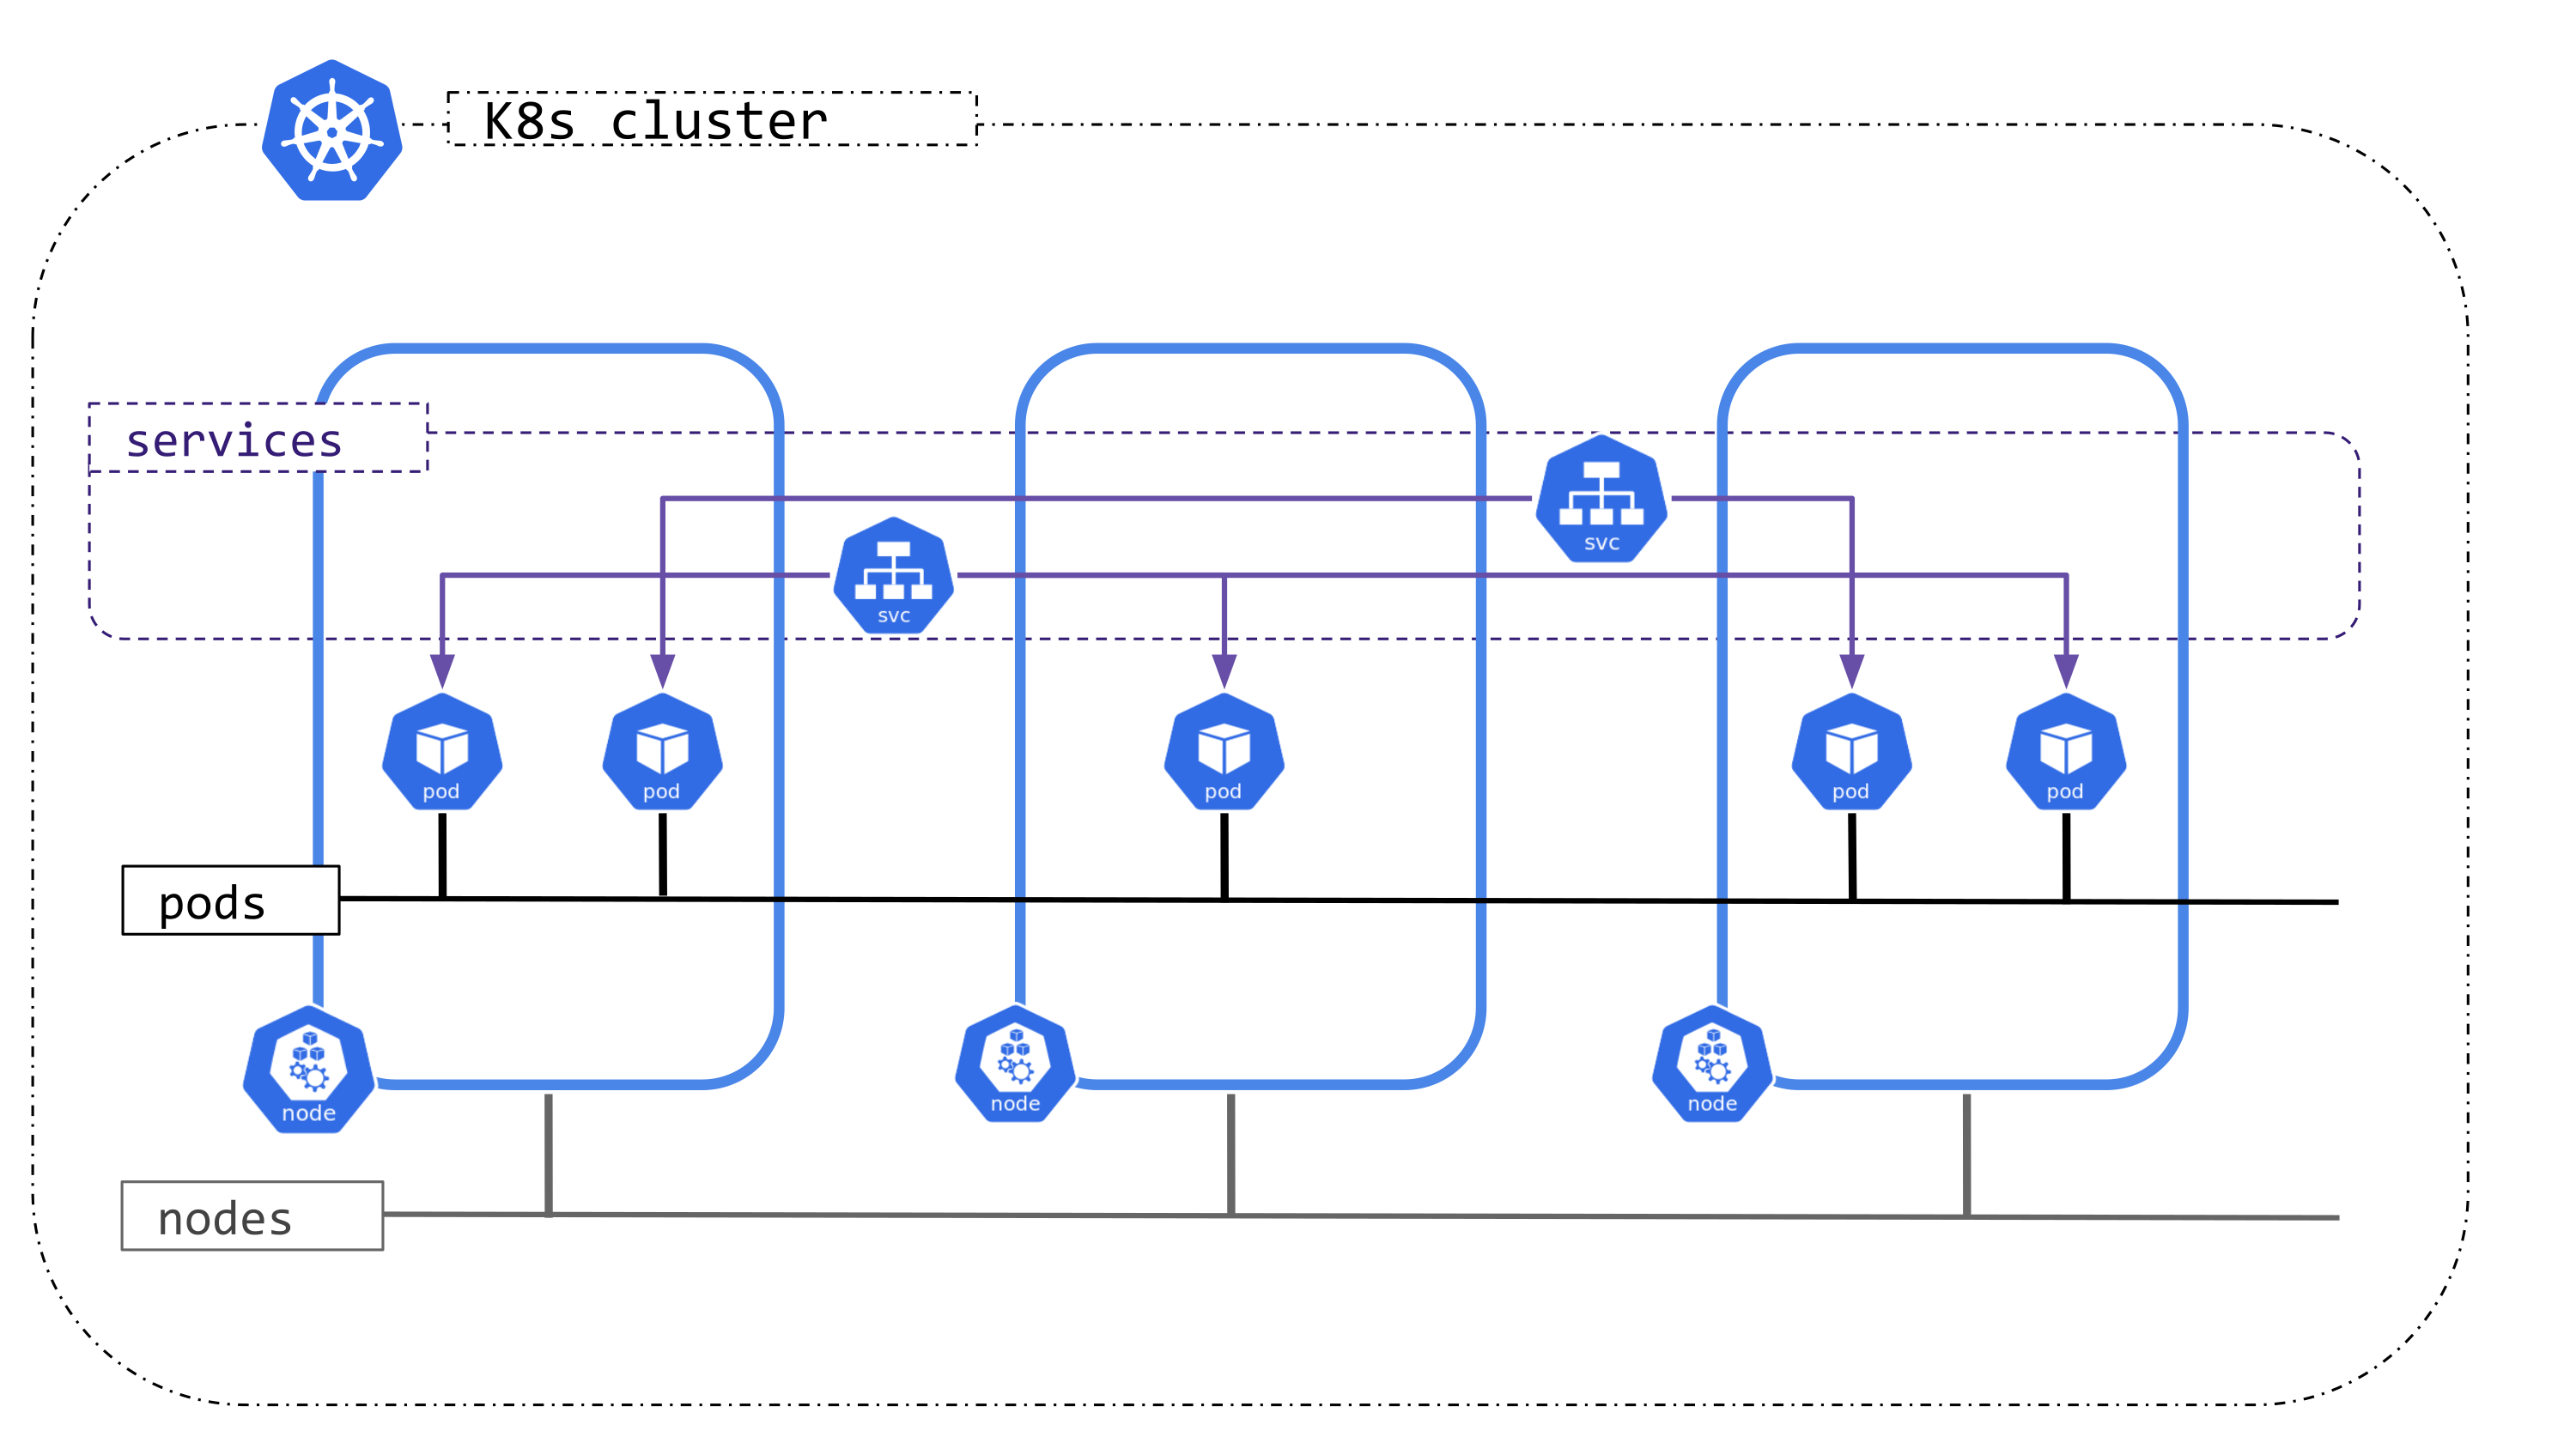 K8s cluster
services
svc
svc
pod
pod
pod
pod
pod
pods
node
node
node
nodes